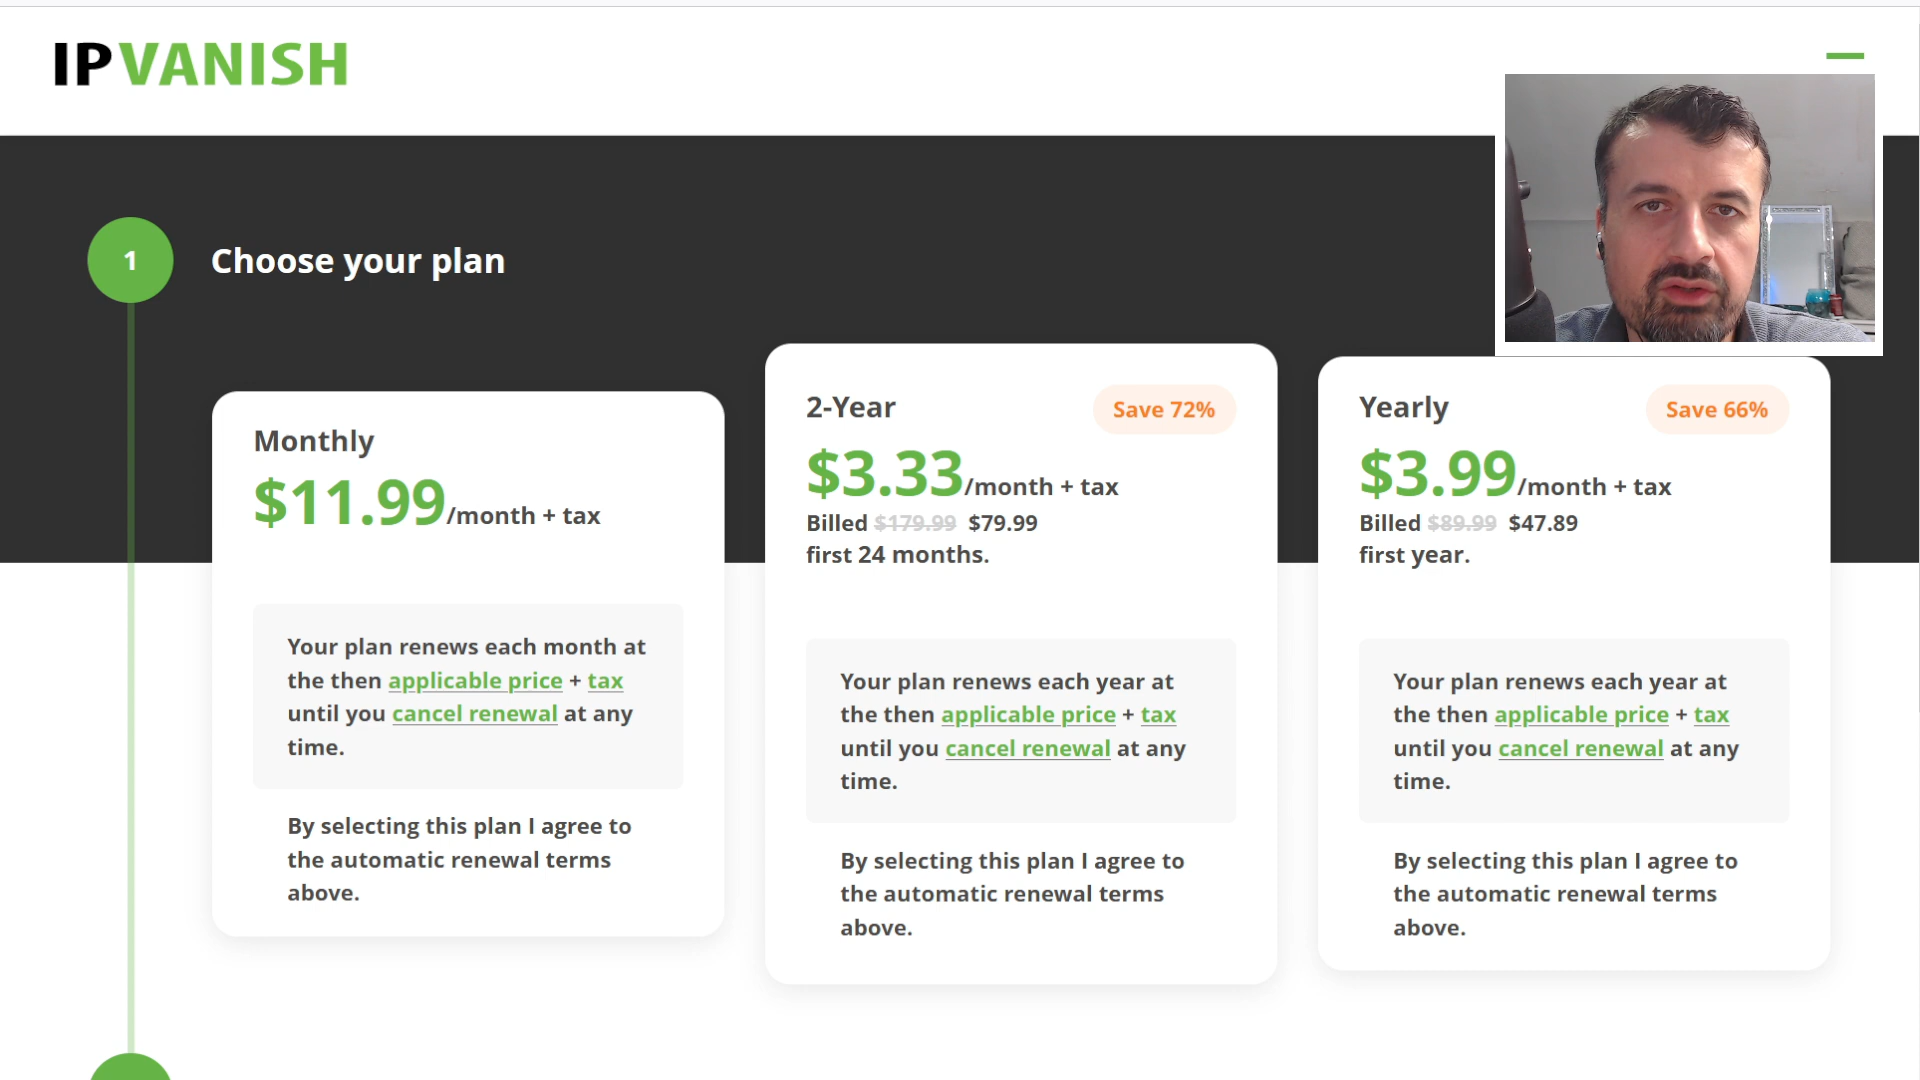 IPVANISH
1
Choose your plan
Monthly
$11.99/month + tax
Your plan renews each month at
the then applicable price + tax
until you cancel renewal at any
time.
By selecting this plan I agree to
the automatic renewal terms
above.
2-Year
Save 72%
$3.33/month + tax
Billed $179.99 $79.99
first 24 months.
Your plan renews each year at
the then applicable price + tax
until you cancel renewal at any
time.
By selecting this plan I agree to
the automatic renewal terms
above.
Yearly
Save 66%
$3.99/month + tax
Billed $89.99 $47.89
first year.
Your plan renews each year at
the then applicable price + tax
until you cancel renewal at any
time.
By selecting this plan I agree to
the automatic renewal terms
above.